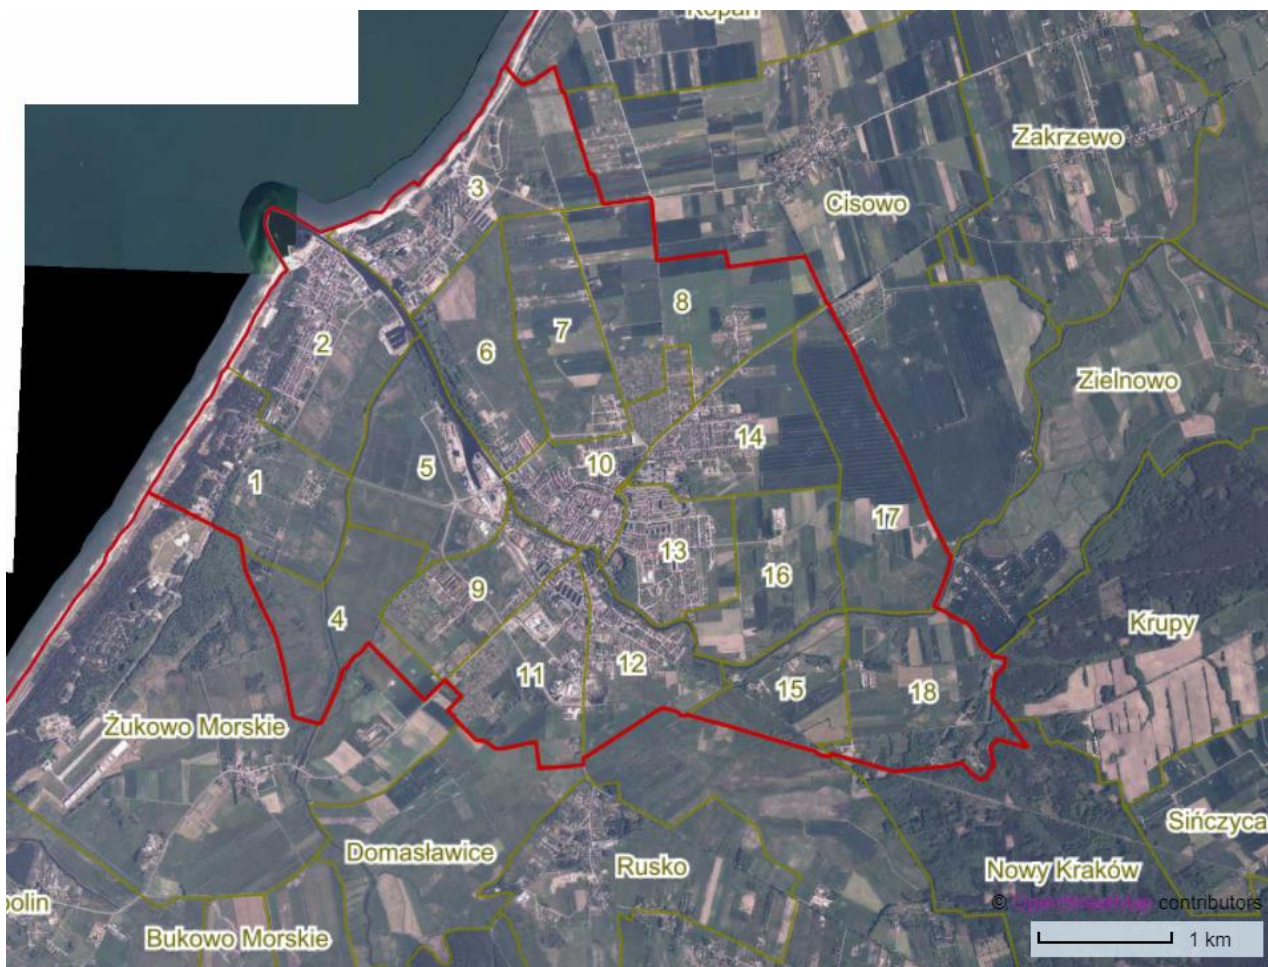 Kopań
Zakrzewo
3
Cisowo
8
7
2
6
Zielnowo
14
5
10
1
17
13
16
9
4
Krupy
12
11
15
18
Żukowo Morskie
Sińczyca
Domasławice
Rusko
Nowy Kraków
polin
© OpenStreetMap contributors
Bukowo Morskie
1 km